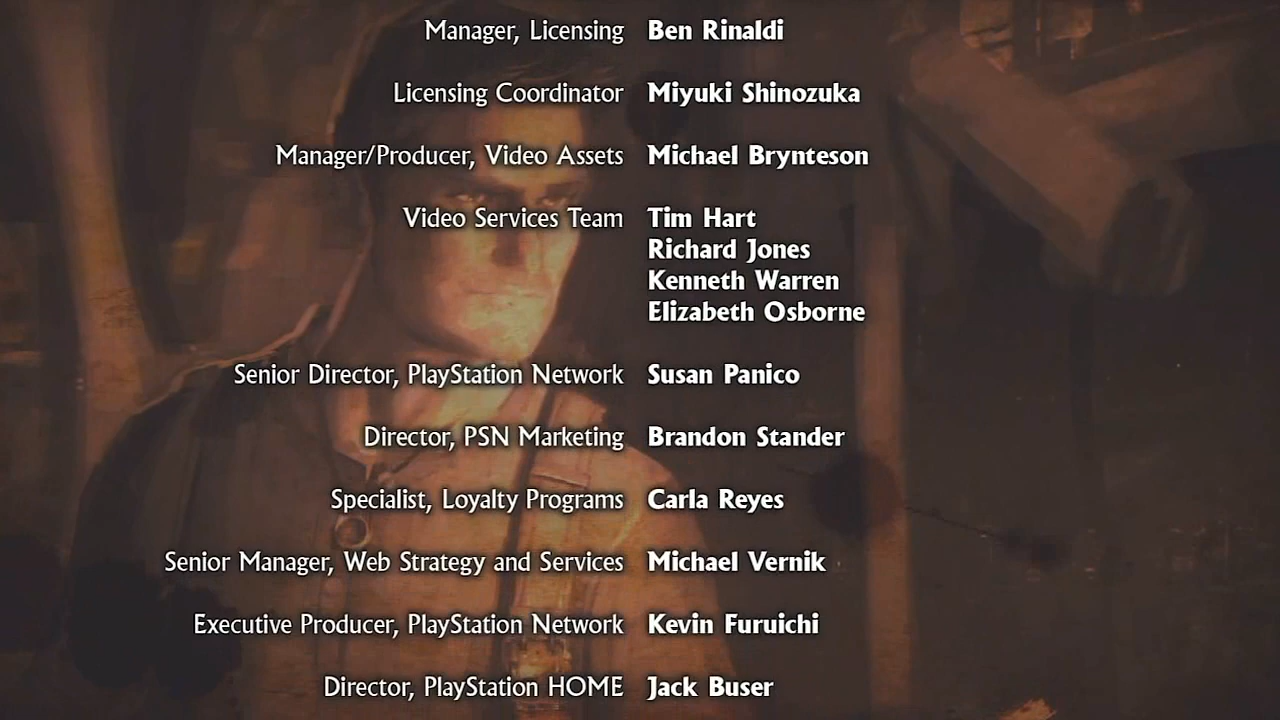 Manager, Licensing Ben Rinaldi
Licensing Coordinator Miyuki Shinozuka
Manager/Producer, Video Assets Michael Brynteson
Video Services Team Tim Hart
Richard Jones
Kenneth Warren
Elizabeth Osborne
Senior Director, PlayStation Network Susan Panico
Director, PSN Marketing Brandon Stander
Specialist, Loyalty Programs Carla Reyes
Senior Manager, Web Strategy and Services Michael Vernik
Executive Producer, PlayStation Network Kevin Furuichi
Director, PlayStation HOME Jack Buser